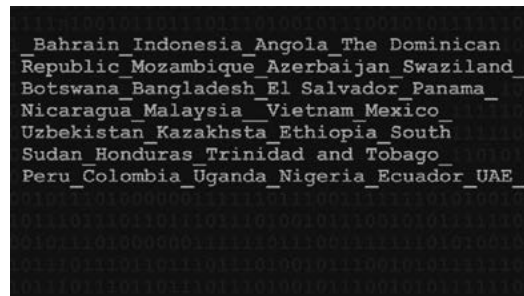 _Bahrain_Indonesia_Angola_The Dominican
Republic_Mozambique_Azerbaijan_Swaziland_
Botswana_Bangladesh_El Salvador_Panama_
Nicaragua_Malaysia__Vietnam_Mexico_
Uzbekistan_Kazakhsta_Ethiopia_South
Sudan_Honduras_Trinidad and Tobago_
Peru_Colombia_Uganda_Nigeria_Ecuador_UAE_